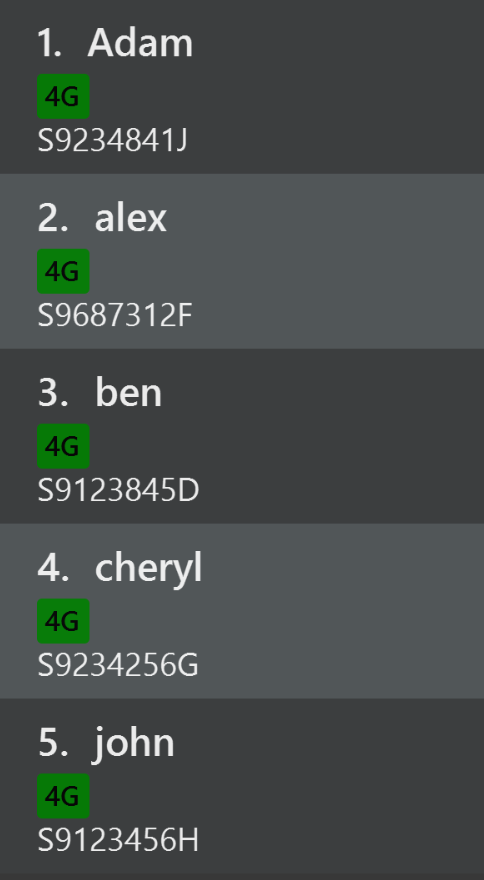 1. Adam
4G
S9234841J
2. alex
4G
S9687312F
3. ben
4G
S9123845D
4. cheryl
4G
S9234256G
5. john
4G
S9123456H